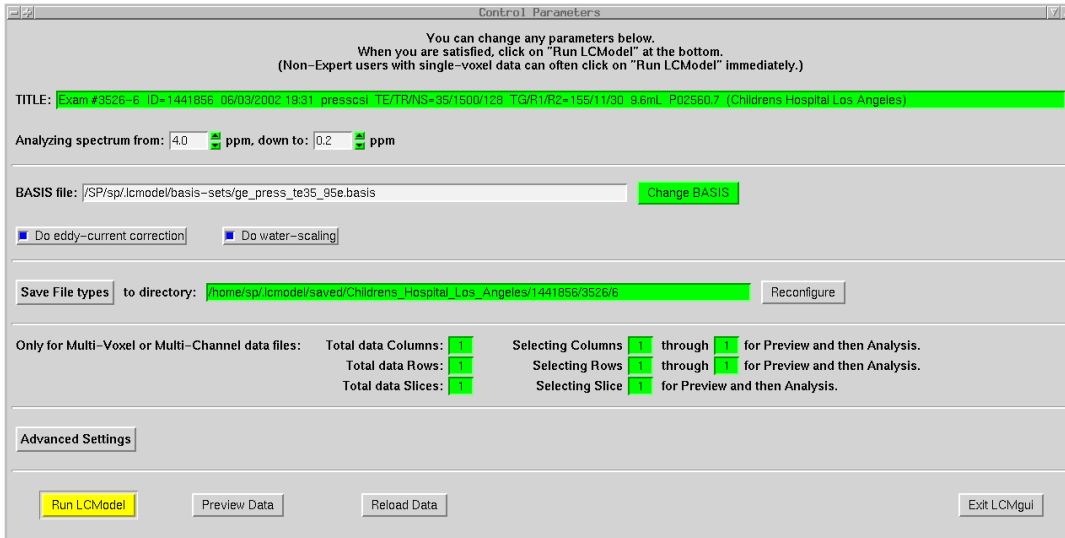 Control Parameters
You can change any parameters below.
When you are satisfied, click on "Run LCModel" at the bottom.
(Non-Expert users with single-voxel data can often click on "Run LCModel" immediately.)
TITLE: Exam #3526-6 ID=1441856 06/03/2002 19:31 presscsi TE/TR/NS=35/1500/128 TG/R1/R2=155/11/30 9.6mL P02560.7 (Childrens Hospital Los Angeles)
Analyzing spectrum from: 4.0 ppm, down to: 0.2 ppm
BASIS file: /SP/sp/.lcmodel/basis-sets/ge_press_te35_95e.basis Change BASIS
Do eddy-current correction Do water-scaling
Save File types to directory: /home/sp/.lcmodel/saved/Childrens_Hospital_Los_Angeles/1441856/3526/6 Reconfigure
Only for Multi-Voxel or Multi-Channel data files: Total data Columns: 1 Selecting Columns 1 through 1 for Preview and then Analysis.
Total data Rows: 1 Selecting Rows 1 through 1 for Preview and then Analysis.
Total data Slices: 1 Selecting Slice 1 for Preview and then Analysis.
Advanced Settings
Run LCModel Preview Data Reload Data Exit LCMgui